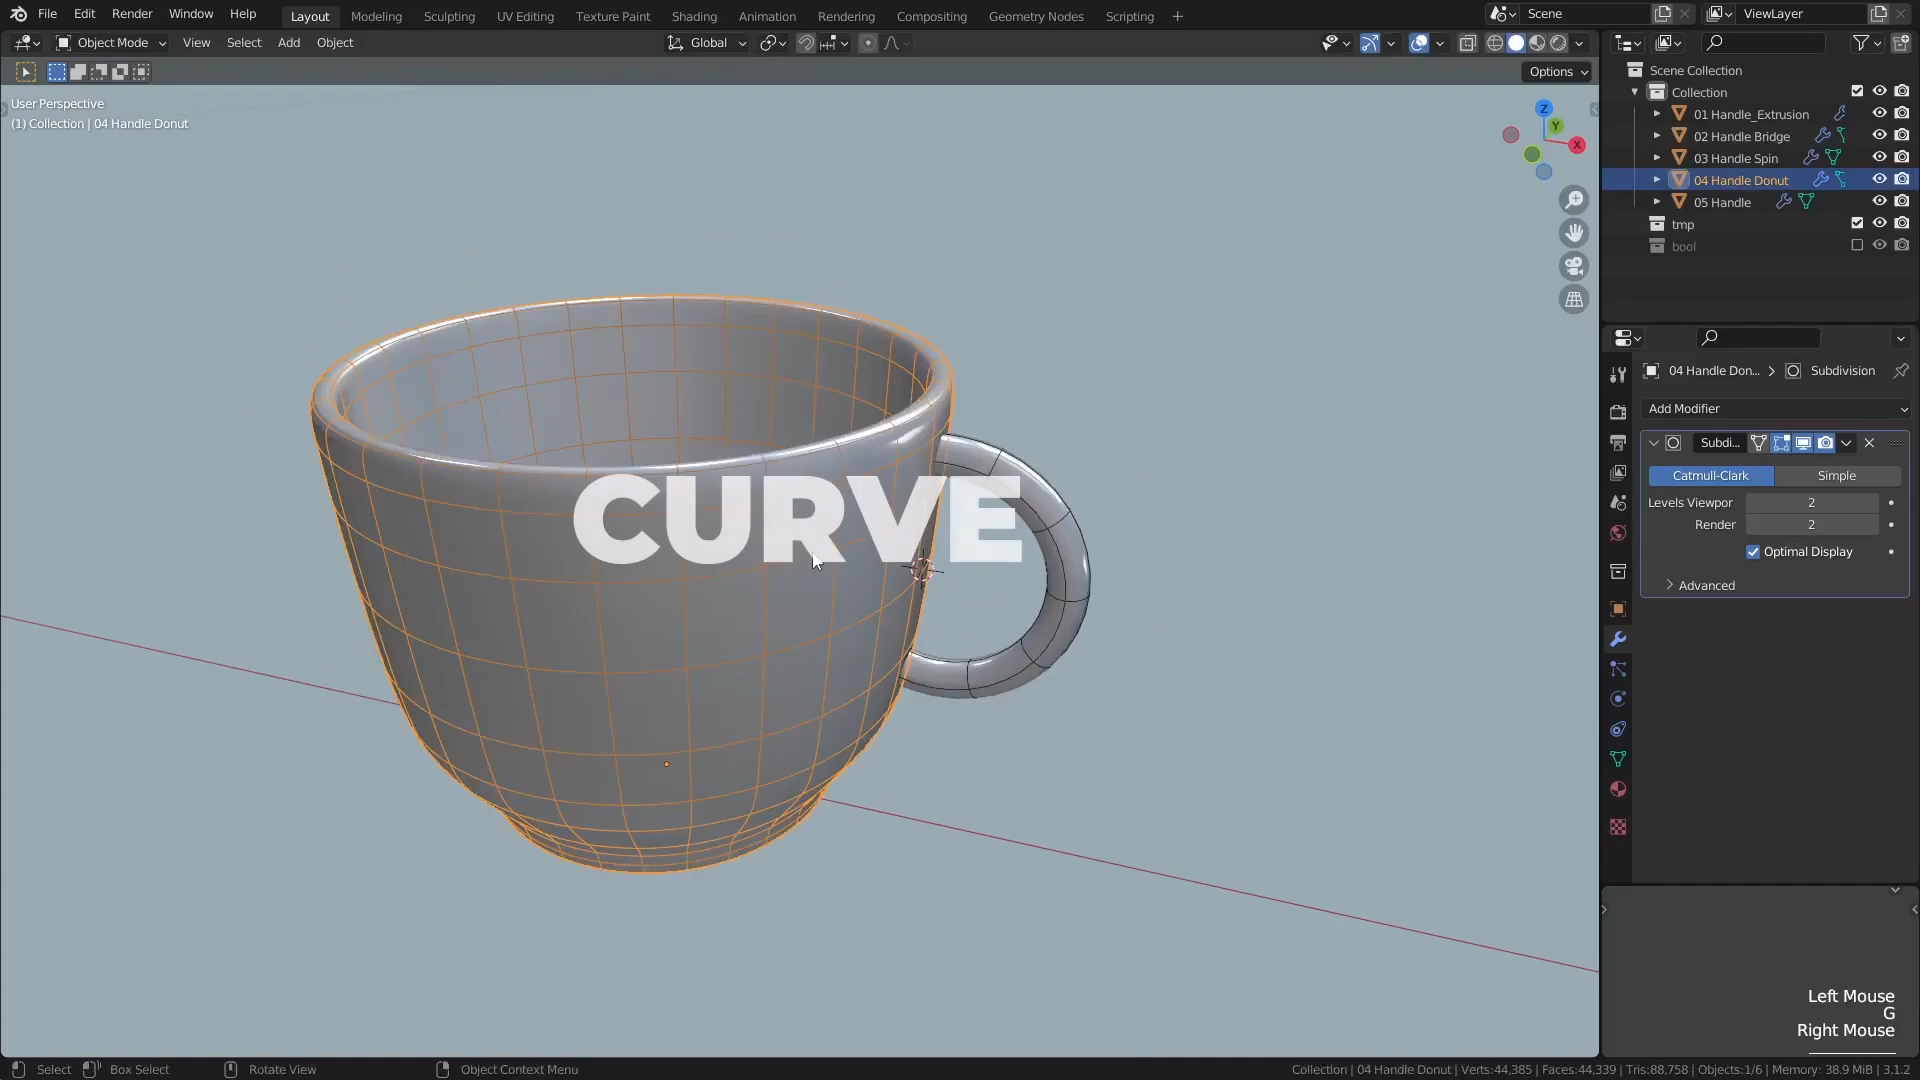 File Edit Render Window Help Layout Modeling Sculpting UV Editing Texture Paint Shading Animation Rendering Compositing Geometry Nodes Scripting +
Scene
ViewLayer
Object Mode View Select Add Object
Global
Options
User Perspective
(1) Collection | 04 Handle Donut
Z
Y
X
CURVE
Scene Collection
Collection
01 Handle_Extrusion
02 Handle Bridge
03 Handle Spin
04 Handle Donut
05 Handle
tmp
bool
04 Handle Don... > Subdivision
Add Modifier
Subdi...
Catmull-Clark Simple
Levels Viewpor 2
Render 2
Optimal Display
Advanced
Left Mouse
G
Right Mouse
Select Box Select Rotate View Object Context Menu
Collection | 04 Handle Donut | Verts:44,385 | Faces:44,339 | Tris:88,758 | Objects:1/6 | Memory: 38.9 MiB | 3.1.2